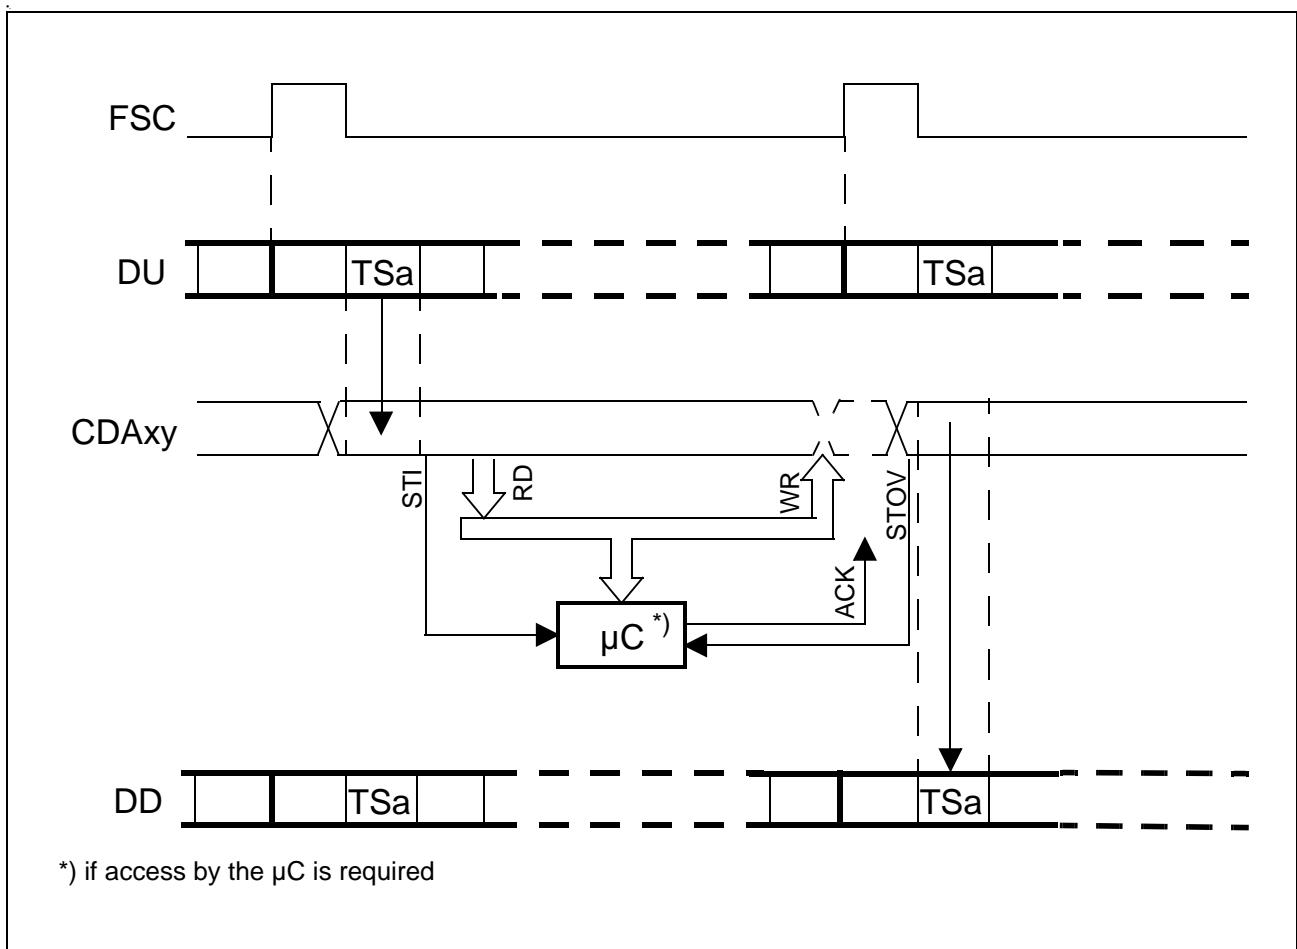 FSC
DU
TSa
TSa
CDAxy
STI
RD
WR
STOV
ACK
µC *)
DD
TSa
TSa
*) if access by the µC is required